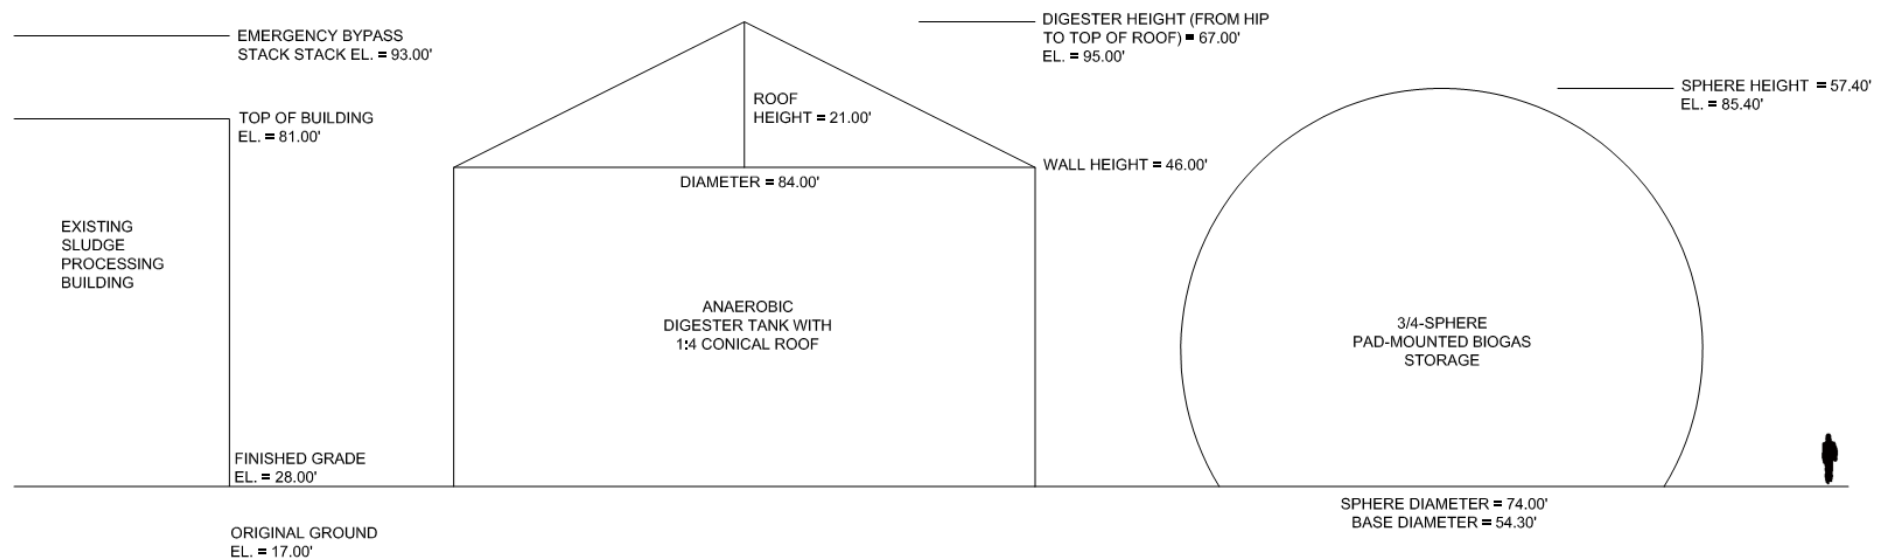 EMERGENCY BYPASS
STACK STACK EL. = 93.00'
TOP OF BUILDING
EL. = 81.00'
EXISTING
SLUDGE
PROCESSING
BUILDING
FINISHED GRADE
EL. = 28.00'
ORIGINAL GROUND
EL. = 17.00'
ROOF
HEIGHT = 21.00'
DIAMETER = 84.00'
ANAEROBIC
DIGESTER TANK WITH
1:4 CONICAL ROOF
DIGESTER HEIGHT (FROM HIP
TO TOP OF ROOF) = 67.00'
EL. = 95.00'
WALL HEIGHT = 46.00'
SPHERE HEIGHT = 57.40'
EL. = 85.40'
3/4-SPHERE
PAD-MOUNTED BIOGAS
STORAGE
SPHERE DIAMETER = 74.00'
BASE DIAMETER = 54.30'